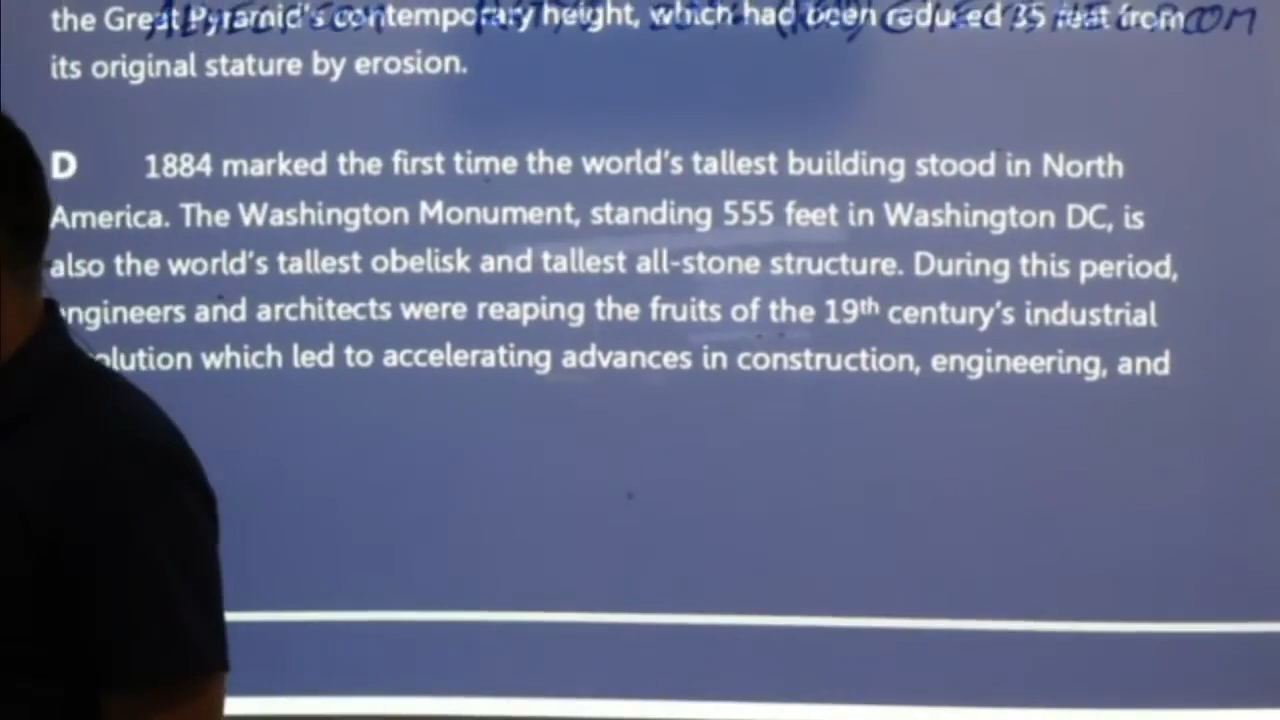 the Great Pyramid's contemporary height, which had been reduced 35 feet from
its original stature by erosion.
D 1884 marked the first time the world's tallest building stood in North
America. The Washington Monument, standing 555 feet in Washington DC, is
also the world's tallest obelisk and tallest all-stone structure. During this period,
ngineers and architects were reaping the fruits of the 19th century's industrial
olution which led to accelerating advances in construction, engineering, and